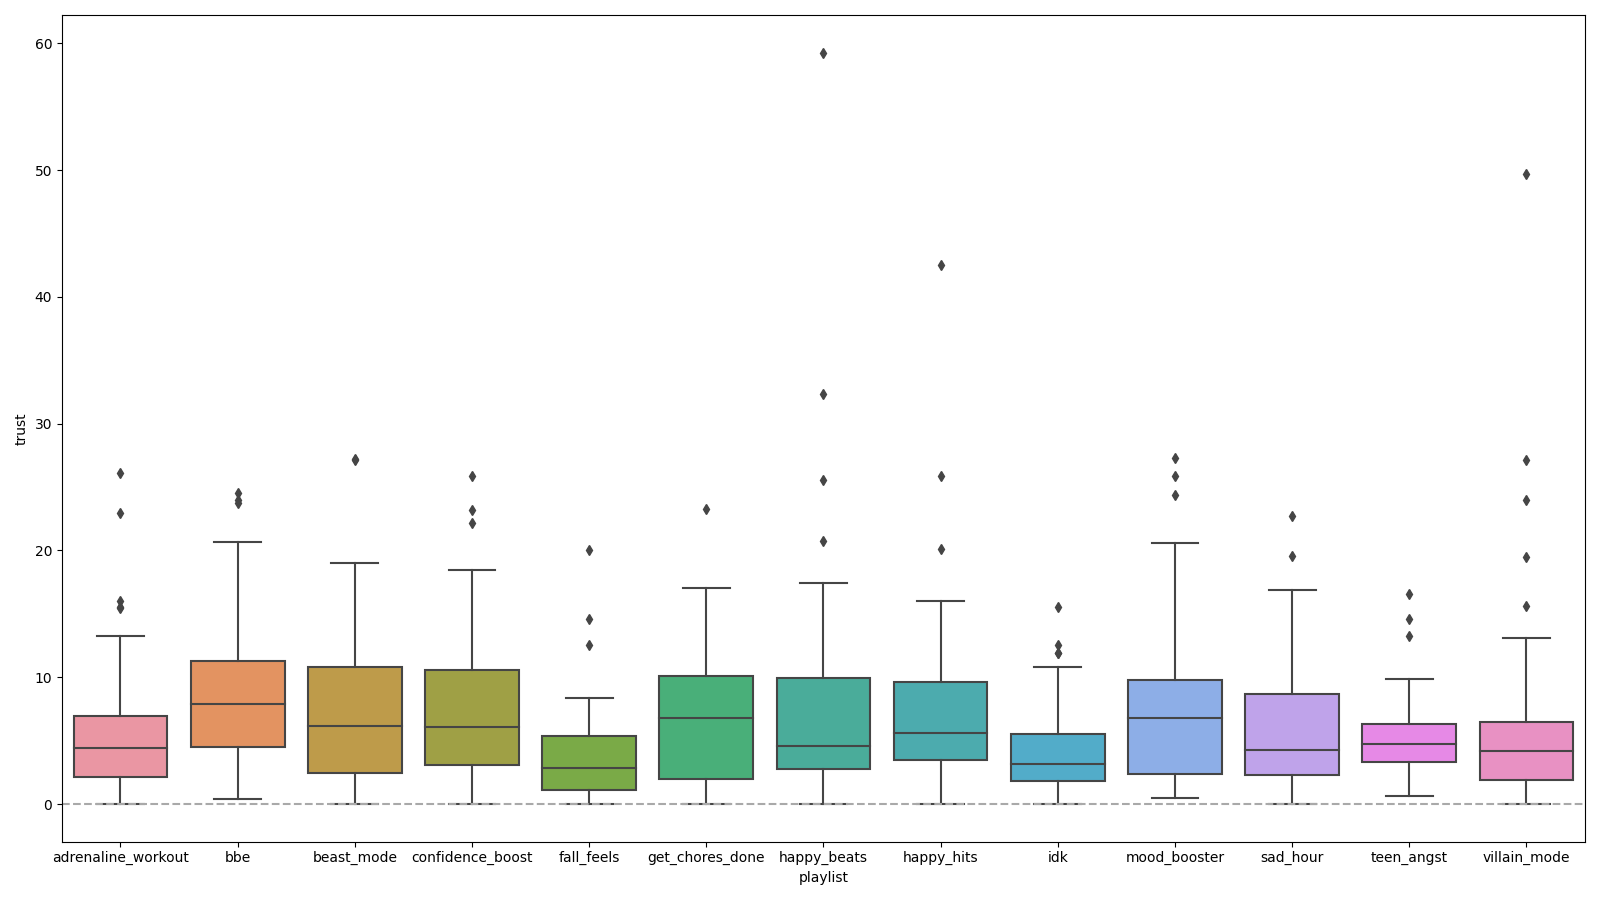 60
50
40
30
20
10
0
trust
adrenaline_workout bbe beast_mode confidence_boost fall_feels get_chores_done happy_beats happy_hits idk mood_booster sad_hour teen_angst villain_mode
playlist